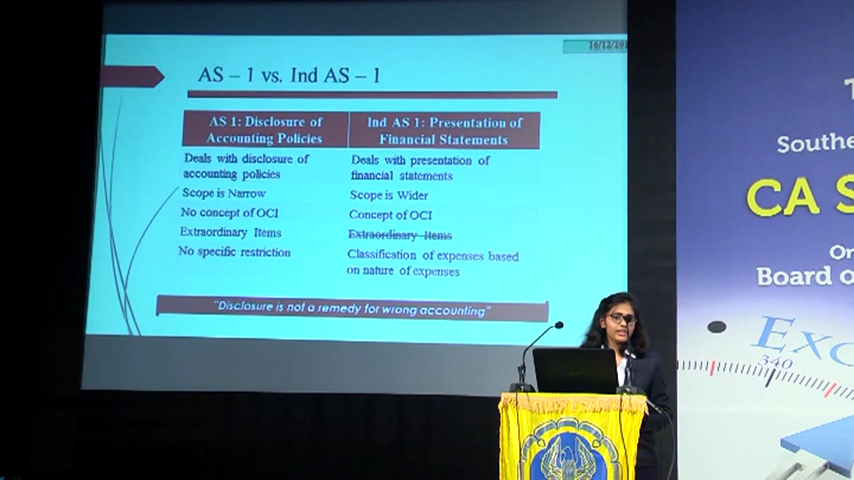 16/12/20
AS – 1 vs. Ind AS – 1
AS 1: Disclosure of
Accounting Policies
Ind AS 1: Presentation of
Financial Statements
Deals with disclosure of
accounting policies
Deals with presentation of
financial statements
Scope is Narrow
Scope is Wider
No concept of OCI
Concept of OCI
Extraordinary Items
Extraordinary Items
No specific restriction
Classification of expenses based
on nature of expenses
"Disclosure is not a remedy for wrong accounting"
T
Southe
CA S
Or
Board o
Exc
340